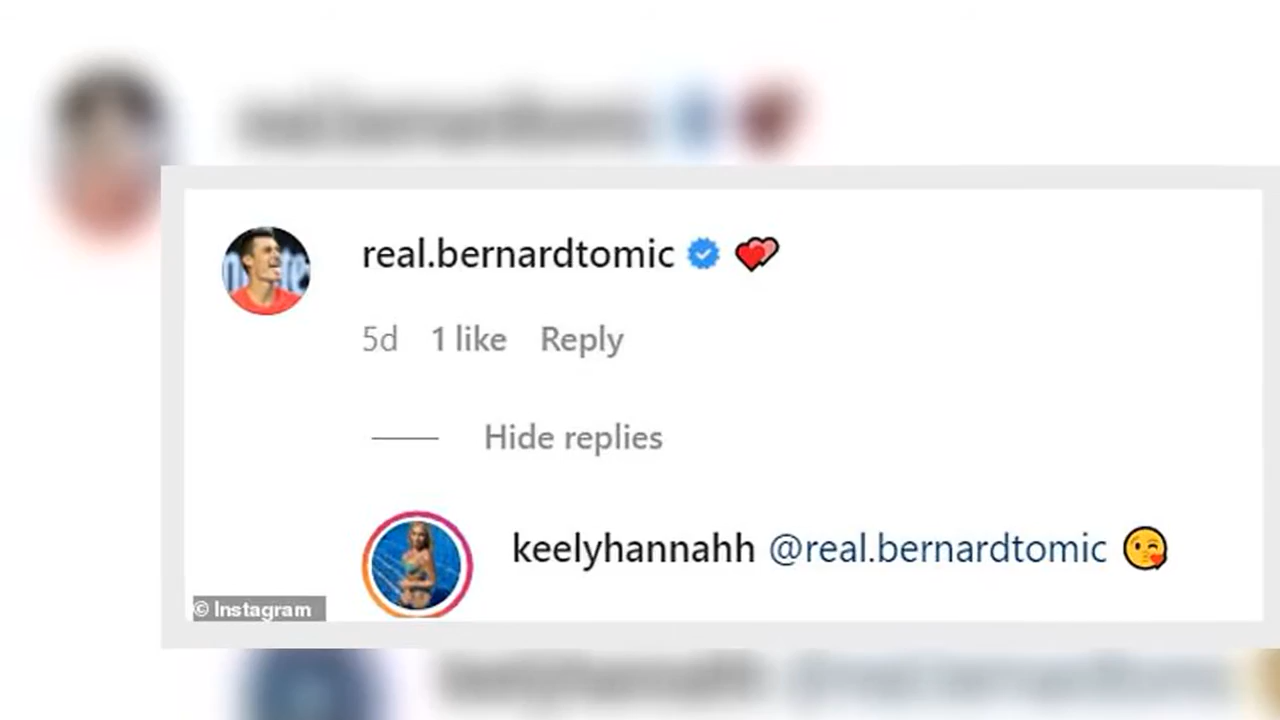 real.bernardtomic 💕
5d 1 like Reply
Hide replies
keelyhannahh @real.bernardtomic 😘
© Instagram